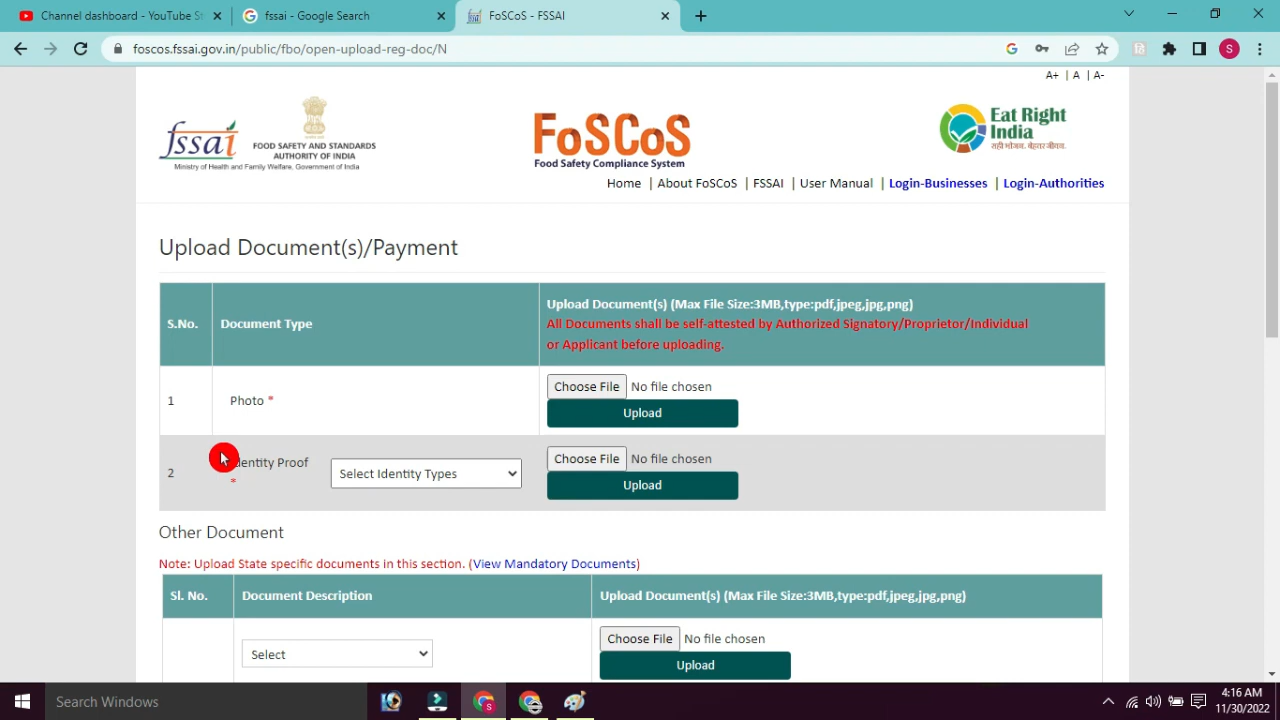 Channel dashboard - YouTube St
fssai - Google Search
FoSCoS - FSSAI
foscos.fssai.gov.in/public/fbo/open-upload-reg-doc/N
S
A+ | A | A-
fssai
FOOD SAFETY AND STANDARDS
AUTHORITY OF INDIA
Ministry of Health and Family Welfare, Government of India
FoSCoS
Food Safety Compliance System
Eat Right
India
सही भोजन. बेहतर जीवन.
Home | About FoSCoS | FSSAI | User Manual | Login-Businesses | Login-Authorities
Upload Document(s)/Payment
S.No. Document Type
Upload Document(s) (Max File Size:3MB,type:pdf,jpeg,jpg,png)
All Documents shall be self-attested by Authorized Signatory/Proprietor/Individual
or Applicant before uploading.
1 Photo * Choose File No file chosen
Upload
2 Identity Proof * Select Identity Types Choose File No file chosen
Upload
Other Document
Note: Upload State specific documents in this section. (View Mandatory Documents)
Sl. No. Document Description Upload Document(s) (Max File Size:3MB,type:pdf,jpeg,jpg,png)
Select Choose File No file chosen
Upload
Search Windows
S
4:16 AM
11/30/2022